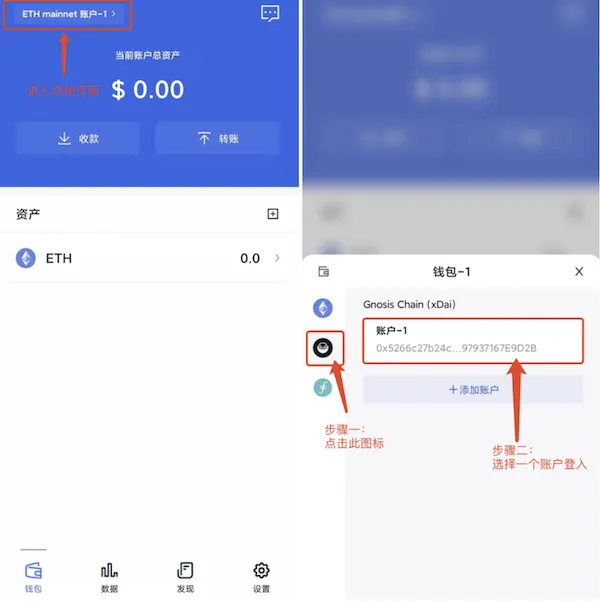 ETH mainnet 账户-1 >
进入切换页面
当前账户总资产
$ 0.00
收款
转账
资产
ETH
0.0
钱包
数据
发现
设置
钱包-1
Gnosis Chain (xDai)
账户-1
0x5266c27b24c...97937167E9D2B
+添加账户
步骤一：
点击此图标
步骤二：
选择一个账户登入